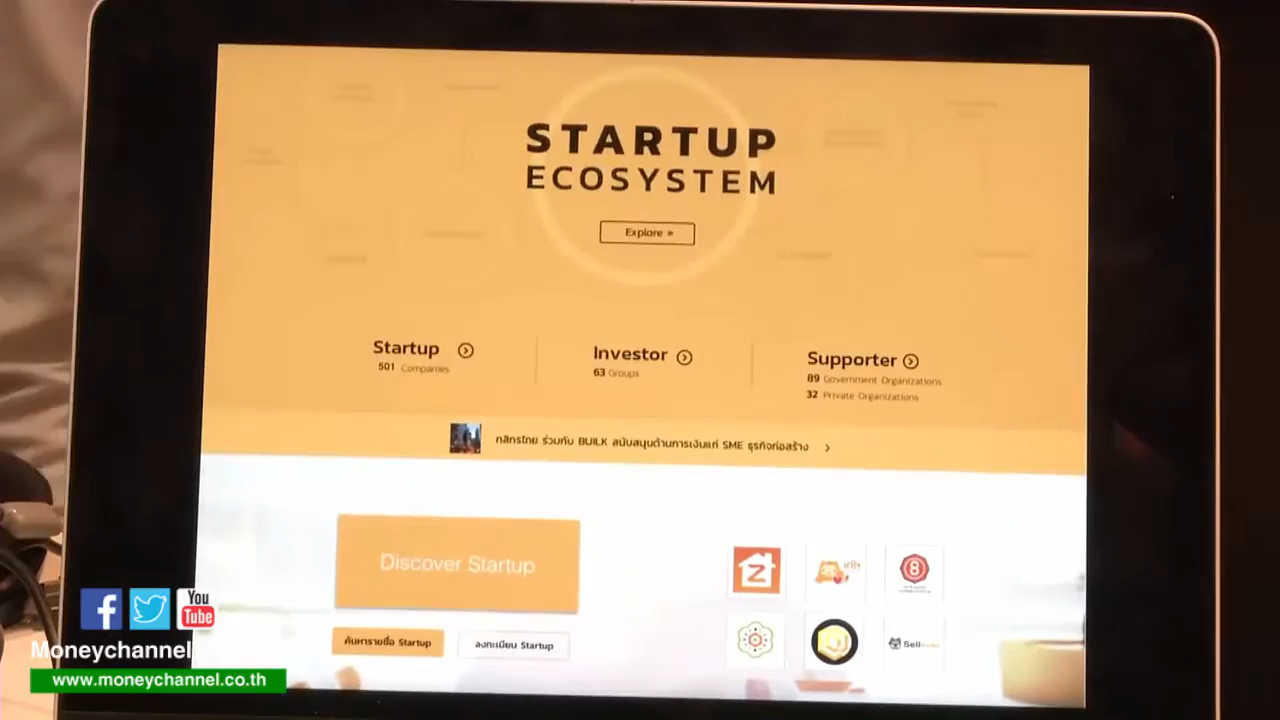 STARTUP
ECOSYSTEM
Explore »
Startup
501 Companies
Investor
63 Groups
Supporter
89 Government Organizations
32 Private Organizations
กสิกรไทย ร่วมกับ BUILK สนับสนุนด้านการเงินแก่ SME ธุรกิจก่อสร้าง
Discover Startup
ค้นหารายชื่อ Startup
ลงทะเบียน Startup
Z
8
Sell
You
Tube
Moneychannel
www.moneychannel.co.th